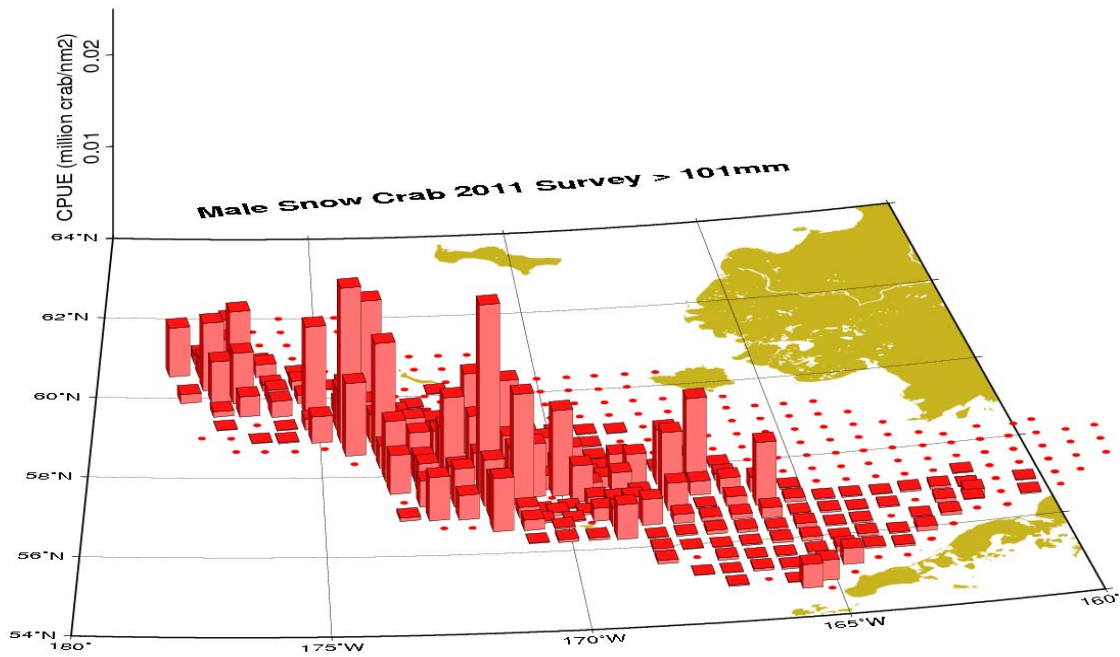 0.02
0.01
CPUE (million crab/nm2)
Male Snow Crab 2011 Survey > 101mm
64°N
62°N
60°N
58°N
56°N
54°N
180°
175°W
170°W
165°W
160°